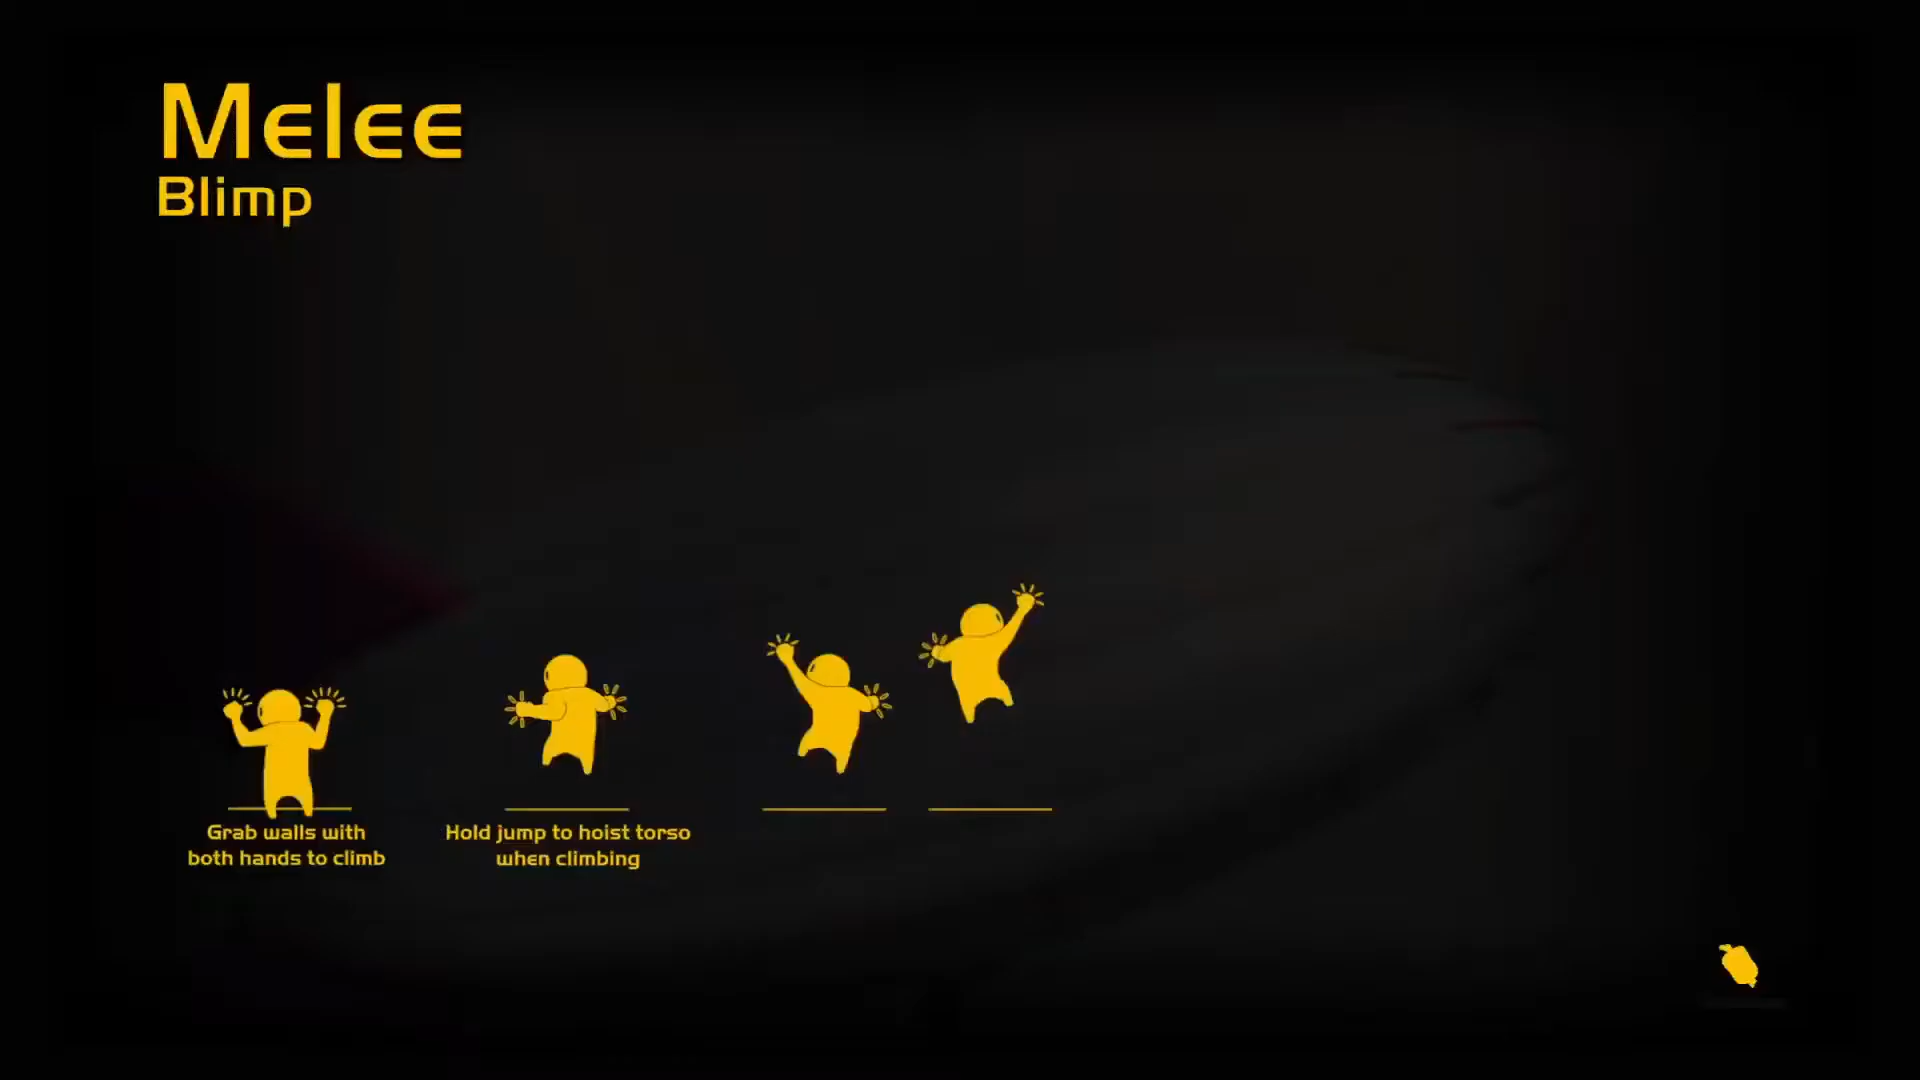 Melee
Blimp
Grab walls with
both hands to climb
Hold jump to hoist torso
when climbing